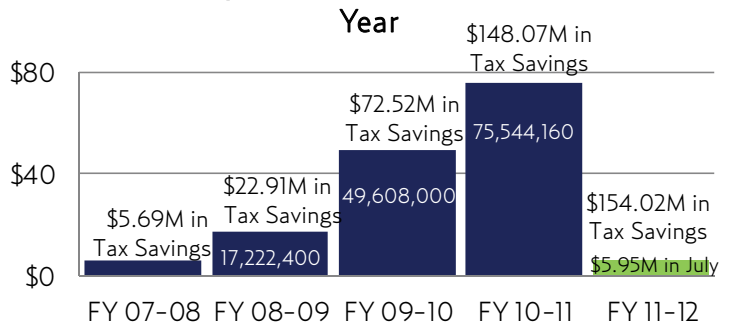 Year
$148.07M in
Tax Savings
$80
$72.52M in
Tax Savings
75,544,160
$40
$22.91M in
Tax Savings
49,608,000
$154.02M in
Tax Savings
$5.69M in
Tax Savings
17,222,400
$5.95M in July
$0
FY 07-08 FY 08-09 FY 09-10 FY 10-11 FY 11-12